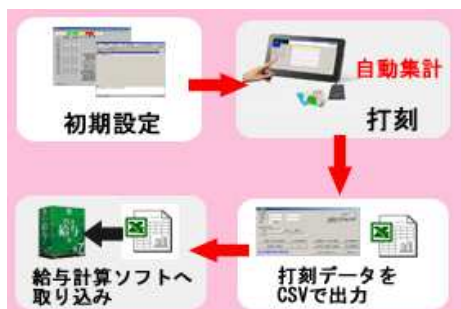 自動集計
初期設定
打刻
給与計算ソフトへ
取り込み
打刻データを
CSVで出力